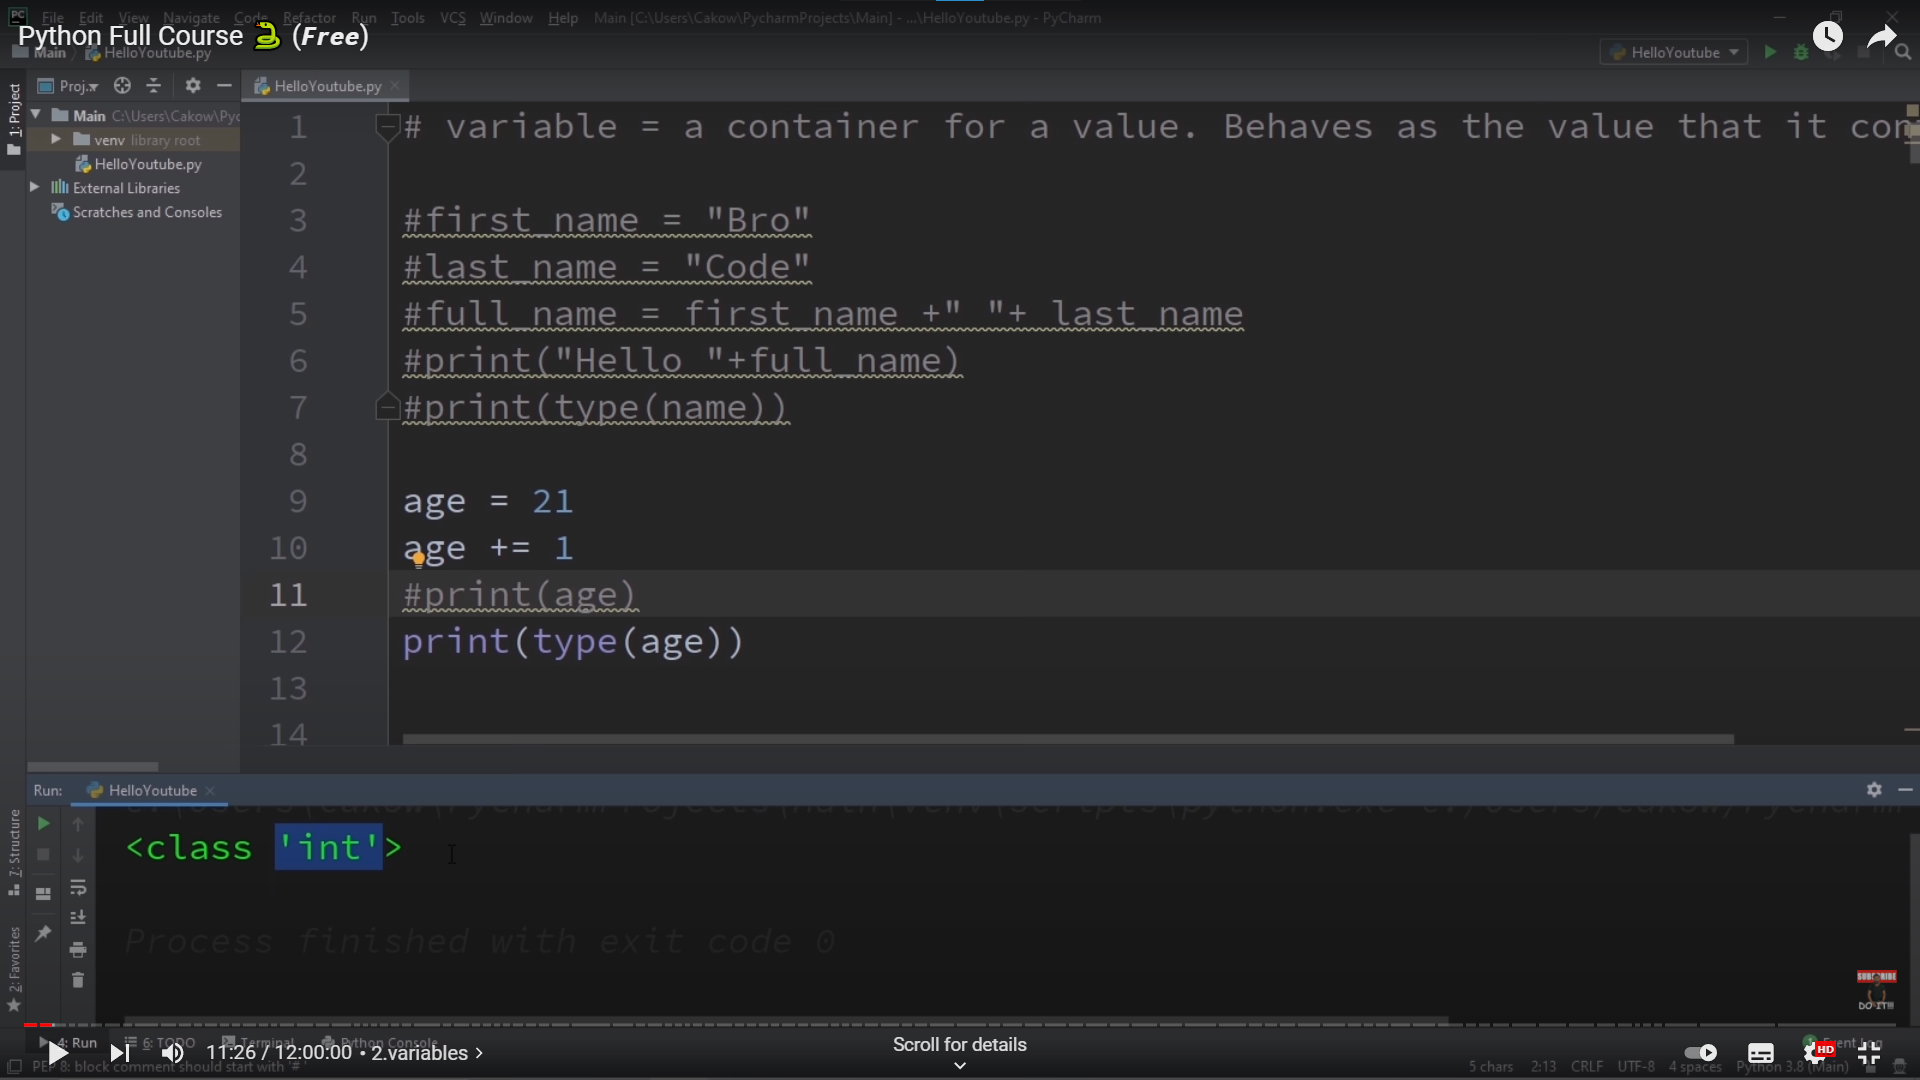 File Edit View Navigate Code Refactor Run Tools VCS Window Help Main [C:\Users\Cakow\PycharmProjects\Main] - ...\HelloYoutube.py - PyCharm
Python Full Course 🐍 (Free)
Main HelloYoutube.py
HelloYoutube
Proj..
HelloYoutube.py
1: Project
Main C:\Users\Cakow\Pyc
venv library root
HelloYoutube.py
External Libraries
Scratches and Consoles
1 # variable = a container for a value. Behaves as the value that it con
2
3 #first_name = "Bro"
4 #last_name = "Code"
5 #full_name = first_name +" "+ last_name
6 #print("Hello "+full_name)
7 #print(type(name))
8
9 age = 21
10 age += 1
11 #print(age)
12 print(type(age))
13
14
Run: HelloYoutube
<class 'int'>
Process finished with exit code 0
7: Structure
2: Favorites
SUBSCRIBE
DO IT!!!
4: Run 6: TODO Terminal Python Console Event Log
11:26 / 12:00:00 • 2.variables >
Scroll for details
HD
PEP 8: block comment should start with '# '
5 chars 2:13 CRLF UTF-8 4 spaces Python 3.8 (Main)